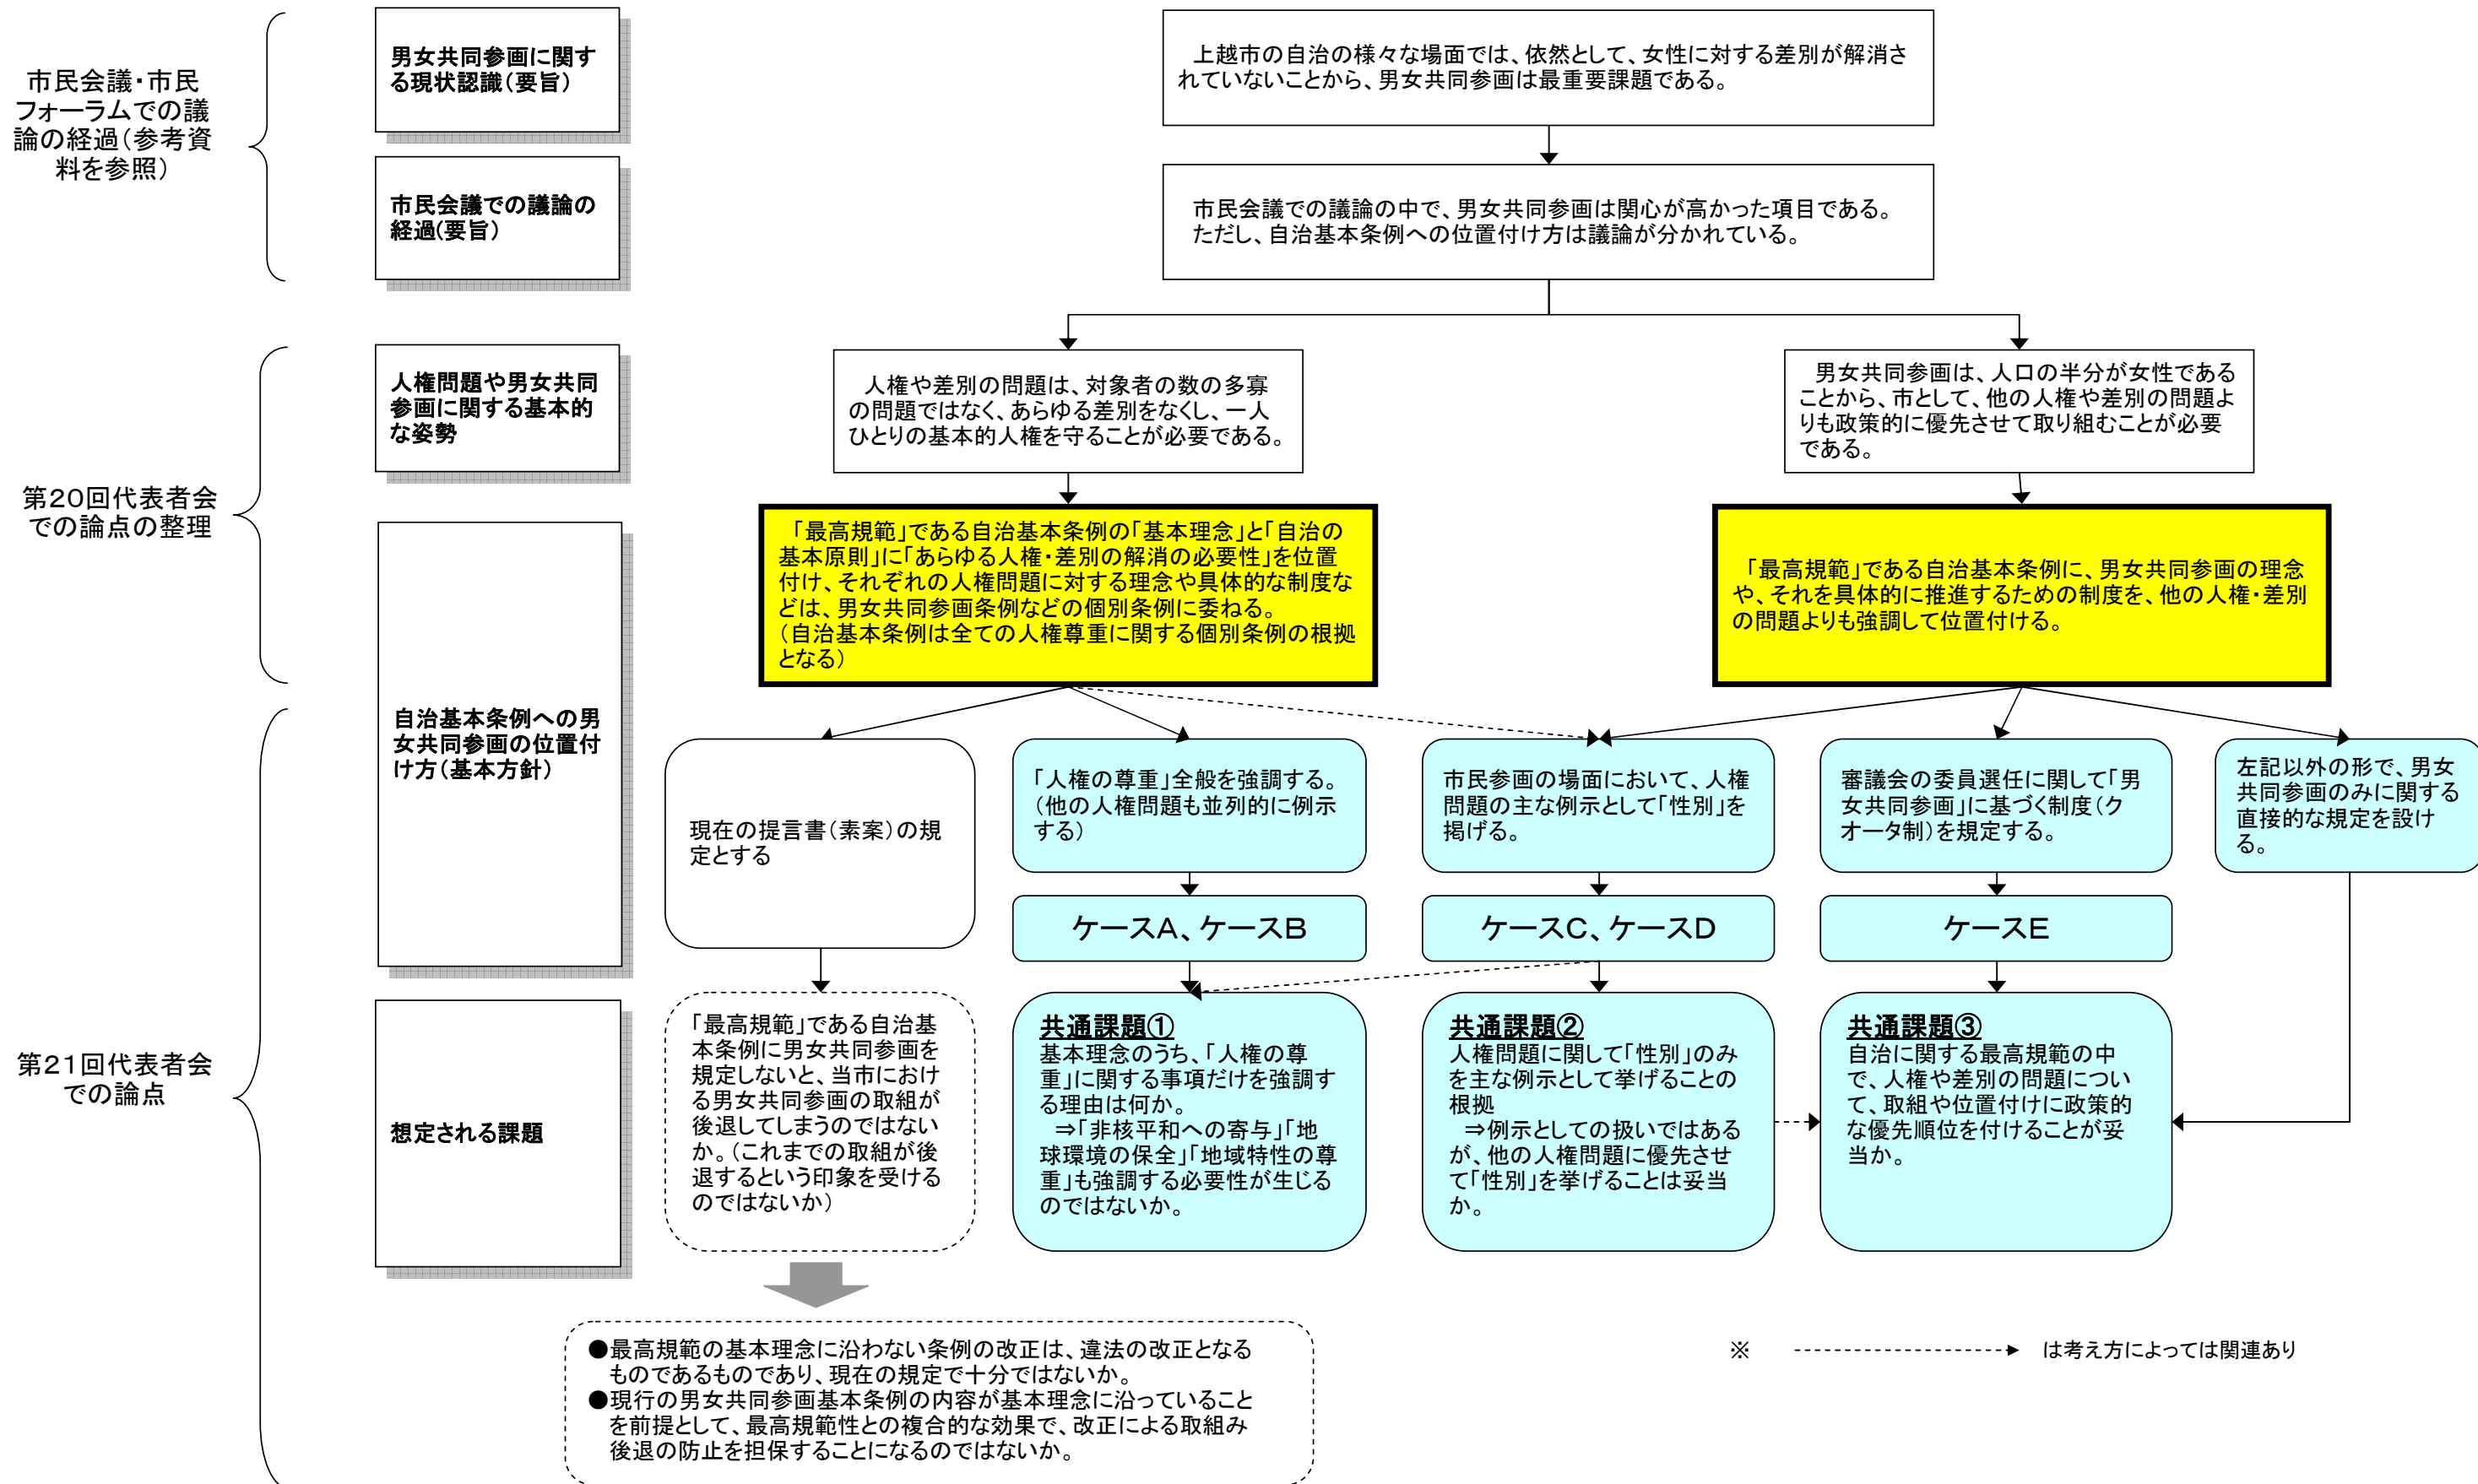 市民会議・市民
フォーラムでの議
論の経過(参考資
料を参照)
男女共同参画に関す
る現状認識(要旨)
上越市の自治の様々な場面では、依然として、女性に対する差別が解消さ
れていないことから、男女共同参画は最重要課題である。
市民会議での議論の
経過(要旨)
市民会議での議論の中で、男女共同参画は関心が高かった項目である。
ただし、自治基本条例への位置付け方は議論が分かれている。
第20回代表者会
での論点の整理
人権問題や男女共同
参画に関する基本的
な姿勢
人権や差別の問題は、対象者の数の多寡
の問題ではなく、あらゆる差別をなくし、一人
ひとりの基本的人権を守ることが必要である。
男女共同参画は、人口の半分が女性である
ことから、市として、他の人権や差別の問題よ
りも政策的に優先させて取り組むことが必要
である。
自治基本条例への男
女共同参画の位置付
け方(基本方針)
「最高規範」である自治基本条例の「基本理念」と「自治の
基本原則」に「あらゆる人権・差別の解消の必要性」を位置
付け、それぞれの人権問題に対する理念や具体的な制度な
どは、男女共同参画条例などの個別条例に委ねる。
(自治基本条例は全ての人権尊重に関する個別条例の根拠
となる)
「最高規範」である自治基本条例に、男女共同参画の理念
や、それを具体的に推進するための制度を、他の人権・差別
の問題よりも強調して位置付ける。
現在の提言書(素案)の規
定とする
「人権の尊重」全般を強調する。
(他の人権問題も並列的に例示
する)
市民参画の場面において、人権
問題の主な例示として「性別」を
掲げる。
審議会の委員選任に関して「男
女共同参画」に基づく制度(ク
オータ制)を規定する。
左記以外の形で、男女
共同参画のみに関する
直接的な規定を設け
る。
ケースA、ケースB
ケースC、ケースD
ケースE
第21回代表者会
での論点
想定される課題
「最高規範」である自治基
本条例に男女共同参画を
規定しないと、当市におけ
る男女共同参画の取組が
後退してしまうのではない
か。(これまでの取組が後
退するという印象を受ける
のではないか)
共通課題①
基本理念のうち、「人権の尊
重」に関する事項だけを強調す
る理由は何か。
⇒「非核平和への寄与」「地
球環境の保全」「地域特性の尊
重」も強調する必要性が生じる
のではないか。
共通課題②
人権問題に関して「性別」のみ
を主な例示として挙げることの
根拠
⇒例示としての扱いではある
が、他の人権問題に優先させ
て「性別」を挙げることは妥当
か。
共通課題③
自治に関する最高規範の中
で、人権や差別の問題につい
て、取組や位置付けに政策的
な優先順位を付けることが妥
当か。
●最高規範の基本理念に沿わない条例の改正は、違法の改正となる
ものであるものであり、現在の規定で十分ではないか。
●現行の男女共同参画基本条例の内容が基本理念に沿っていること
を前提として、最高規範性との複合的な効果で、改正による取組み
後退の防止を担保することになるのではないか。
※ は考え方によっては関連あり